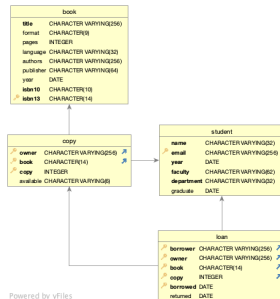 book
title CHARACTER VARYING(256)
format CHARACTER(9)
pages INTEGER
language CHARACTER VARYING(32)
authors CHARACTER VARYING(256)
publisher CHARACTER VARYING(64)
year DATE
isbn10 CHARACTER(10)
isbn13 CHARACTER(14)
copy
owner CHARACTER VARYING(256)
book CHARACTER(14)
copy INTEGER
available CHARACTER VARYING(6)
student
name CHARACTER VARYING(32)
email CHARACTER VARYING(256)
year DATE
faculty CHARACTER VARYING(62)
department CHARACTER VARYING(32)
graduate DATE
loan
borrower CHARACTER VARYING(256)
owner CHARACTER VARYING(256)
book CHARACTER(14)
copy INTEGER
borrowed DATE
returned DATE
Powered by yFiles